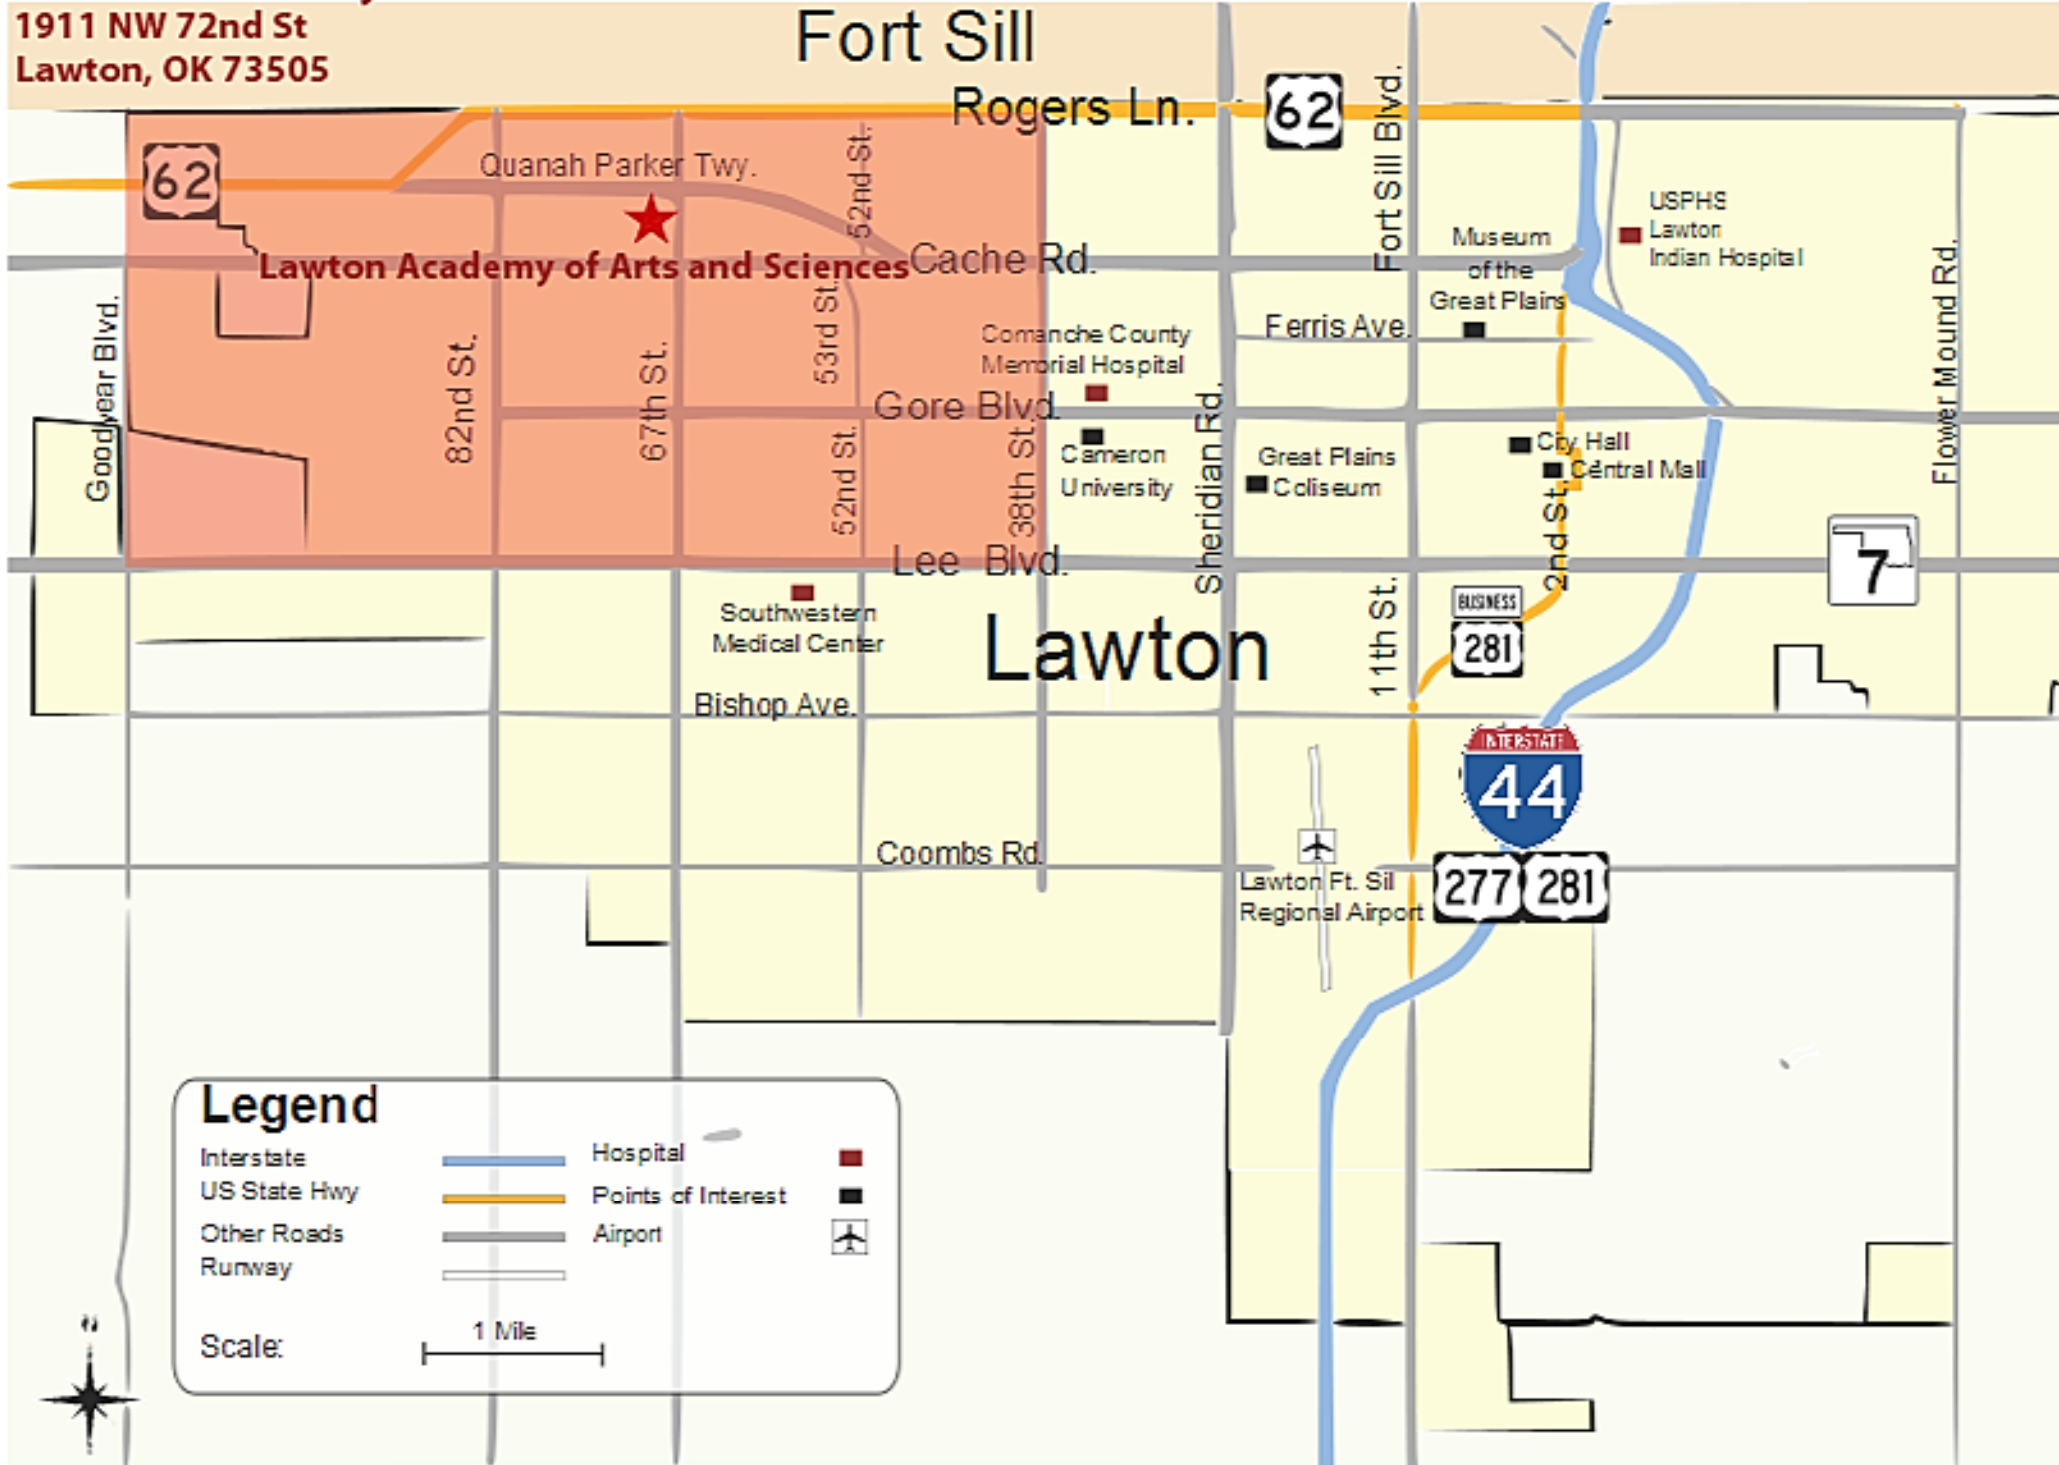 1911 NW 72nd St
Lawton, OK 73505
Fort Sill
Rogers Ln.
62
Fort Sill Blvd.
62
Quanah Parker Twy.
52nd St.
USPHS
Lawton
Indian Hospital
Museum
of the
Great Plains
Lawton Academy of Arts and Sciences
Cache Rd.
Goodyear Blvd.
82nd St.
67th St.
53rd St.
Comanche County
Memorial Hospital
Ferris Ave.
Flower Mound Rd.
Gore Blvd.
52nd St.
38th St.
Cameron
University
Sheridan Rd.
Great Plains
Coliseum
City Hall
Central Mall
2nd St.
Lee Blvd.
7
Southwestern
Medical Center
Lawton
11th St.
BUSINESS
281
Bishop Ave.
INTERSTATE
44
Coombs Rd.
Lawton Ft. Sill
Regional Airport
277
281
Legend
Interstate
US State Hwy
Other Roads
Runway
Hospital
Points of Interest
Airport
Scale:
1 Mile
N